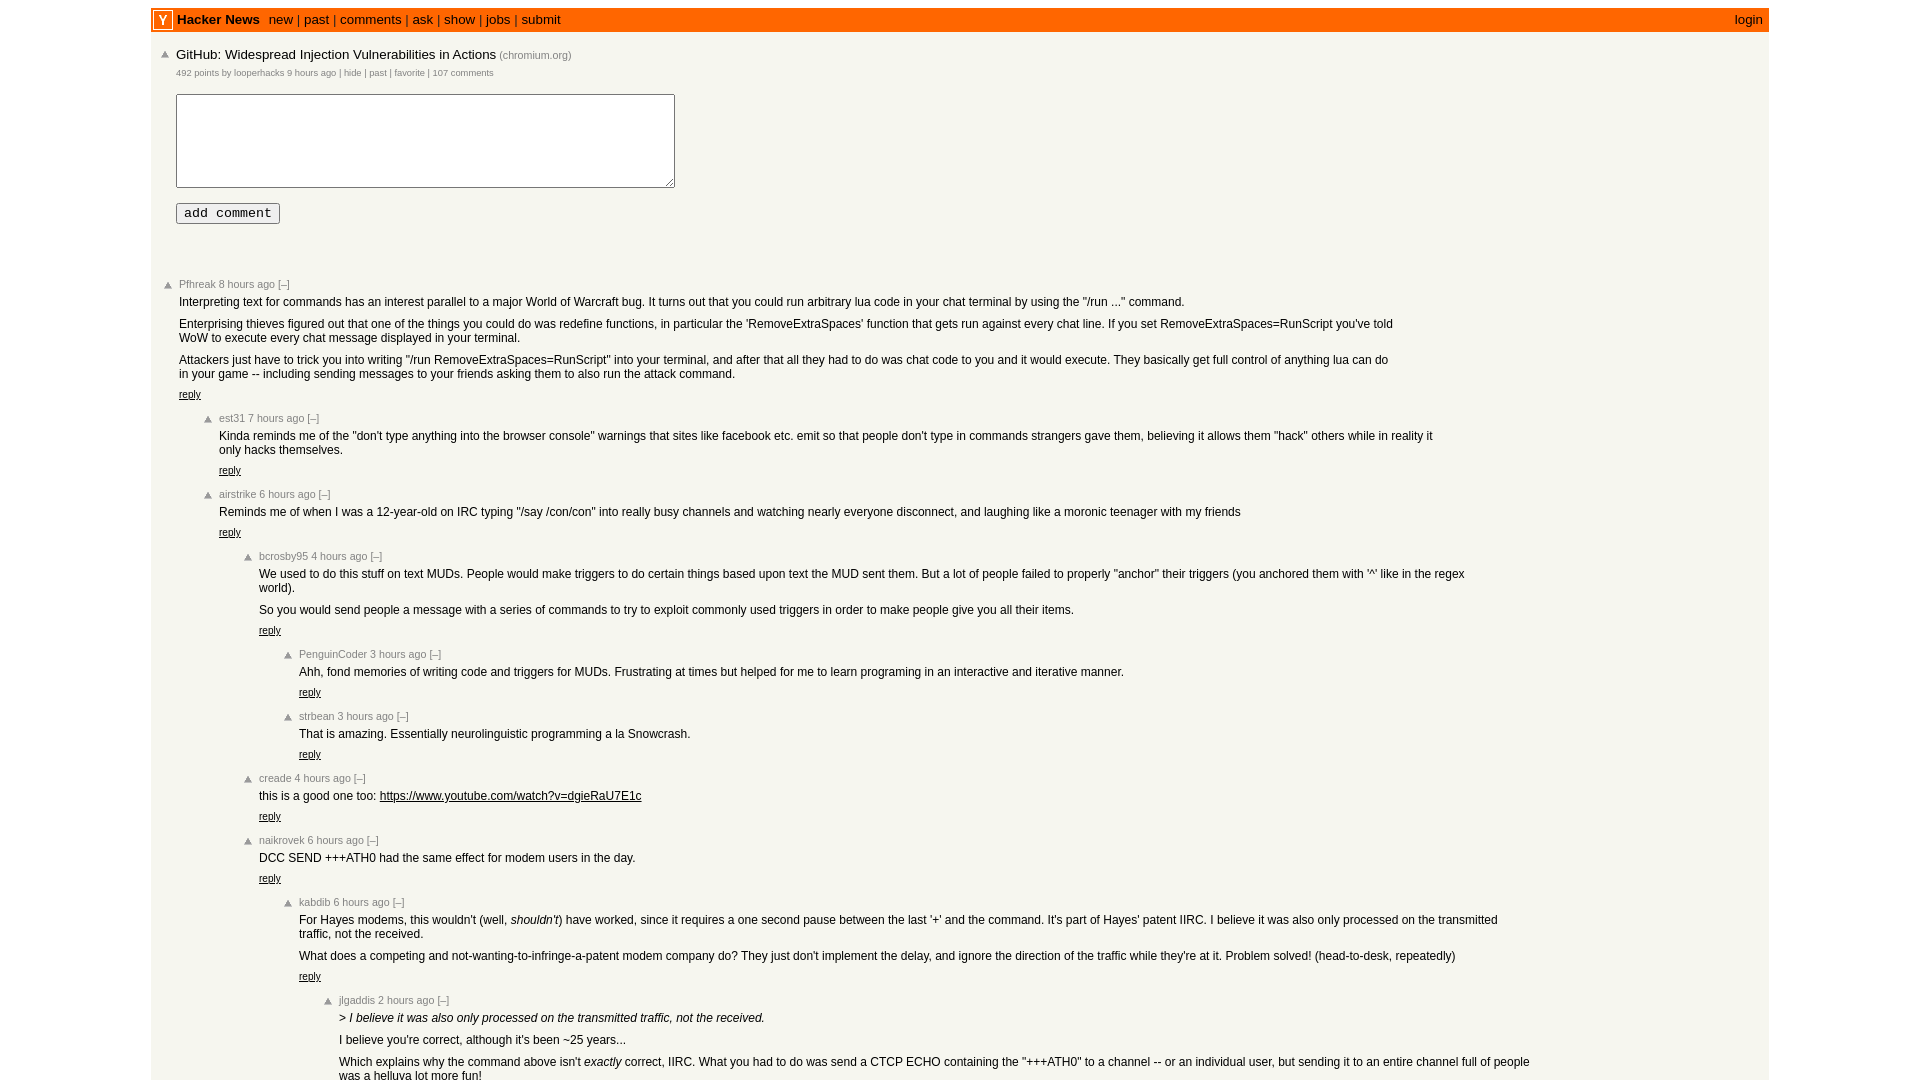 Y Hacker News new | past | comments | ask | show | jobs | submit login
GitHub: Widespread Injection Vulnerabilities in Actions (chromium.org)
492 points by looperhacks 9 hours ago | hide | past | favorite | 107 comments
add comment
Pfhreak 8 hours ago [–]
Interpreting text for commands has an interest parallel to a major World of Warcraft bug. It turns out that you could run arbitrary lua code in your chat terminal by using the "/run ..." command.
Enterprising thieves figured out that one of the things you could do was redefine functions, in particular the 'RemoveExtraSpaces' function that gets run against every chat line. If you set RemoveExtraSpaces=RunScript you've told
WoW to execute every chat message displayed in your terminal.
Attackers just have to trick you into writing "/run RemoveExtraSpaces=RunScript" into your terminal, and after that all they had to do was chat code to you and it would execute. They basically get full control of anything lua can do
in your game -- including sending messages to your friends asking them to also run the attack command.
reply
est31 7 hours ago [–]
Kinda reminds me of the "don't type anything into the browser console" warnings that sites like facebook etc. emit so that people don't type in commands strangers gave them, believing it allows them "hack" others while in reality it
only hacks themselves.
reply
airstrike 6 hours ago [–]
Reminds me of when I was a 12-year-old on IRC typing "/say /con/con" into really busy channels and watching nearly everyone disconnect, and laughing like a moronic teenager with my friends
reply
bcrosby95 4 hours ago [–]
We used to do this stuff on text MUDs. People would make triggers to do certain things based upon text the MUD sent them. But a lot of people failed to properly "anchor" their triggers (you anchored them with '^' like in the regex
world).
So you would send people a message with a series of commands to try to exploit commonly used triggers in order to make people give you all their items.
reply
PenguinCoder 3 hours ago [–]
Ahh, fond memories of writing code and triggers for MUDs. Frustrating at times but helped for me to learn programing in an interactive and iterative manner.
reply
strbean 3 hours ago [–]
That is amazing. Essentially neurolinguistic programming a la Snowcrash.
reply
creade 4 hours ago [–]
this is a good one too: https://www.youtube.com/watch?v=dgieRaU7E1c
reply
naikrovek 6 hours ago [–]
DCC SEND +++ATH0 had the same effect for modem users in the day.
reply
kabdib 6 hours ago [–]
For Hayes modems, this wouldn't (well, shouldn't) have worked, since it requires a one second pause between the last '+' and the command. It's part of Hayes' patent IIRC. I believe it was also only processed on the transmitted
traffic, not the received.
What does a competing and not-wanting-to-infringe-a-patent modem company do? They just don't implement the delay, and ignore the direction of the traffic while they're at it. Problem solved! (head-to-desk, repeatedly)
reply
jlgaddis 2 hours ago [–]
> I believe it was also only processed on the transmitted traffic, not the received.
I believe you're correct, although it's been ~25 years...
Which explains why the command above isn't exactly correct, IIRC. What you had to do was send a CTCP ECHO containing the "+++ATH0" to a channel -- or an individual user, but sending it to an entire channel full of people
was a helluva lot more fun!